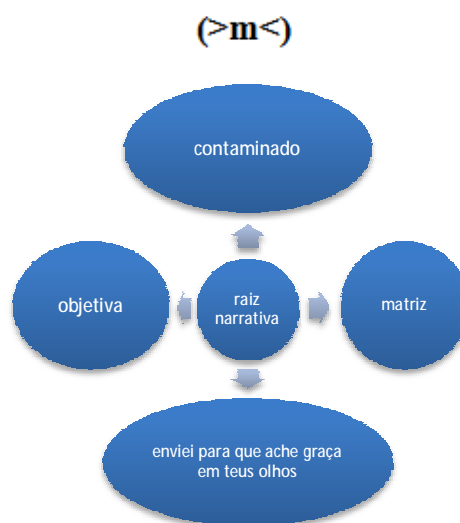 (>m<)
contaminado
objetiva
raiz
narrativa
matriz
enviei para que ache graça
em teus olhos